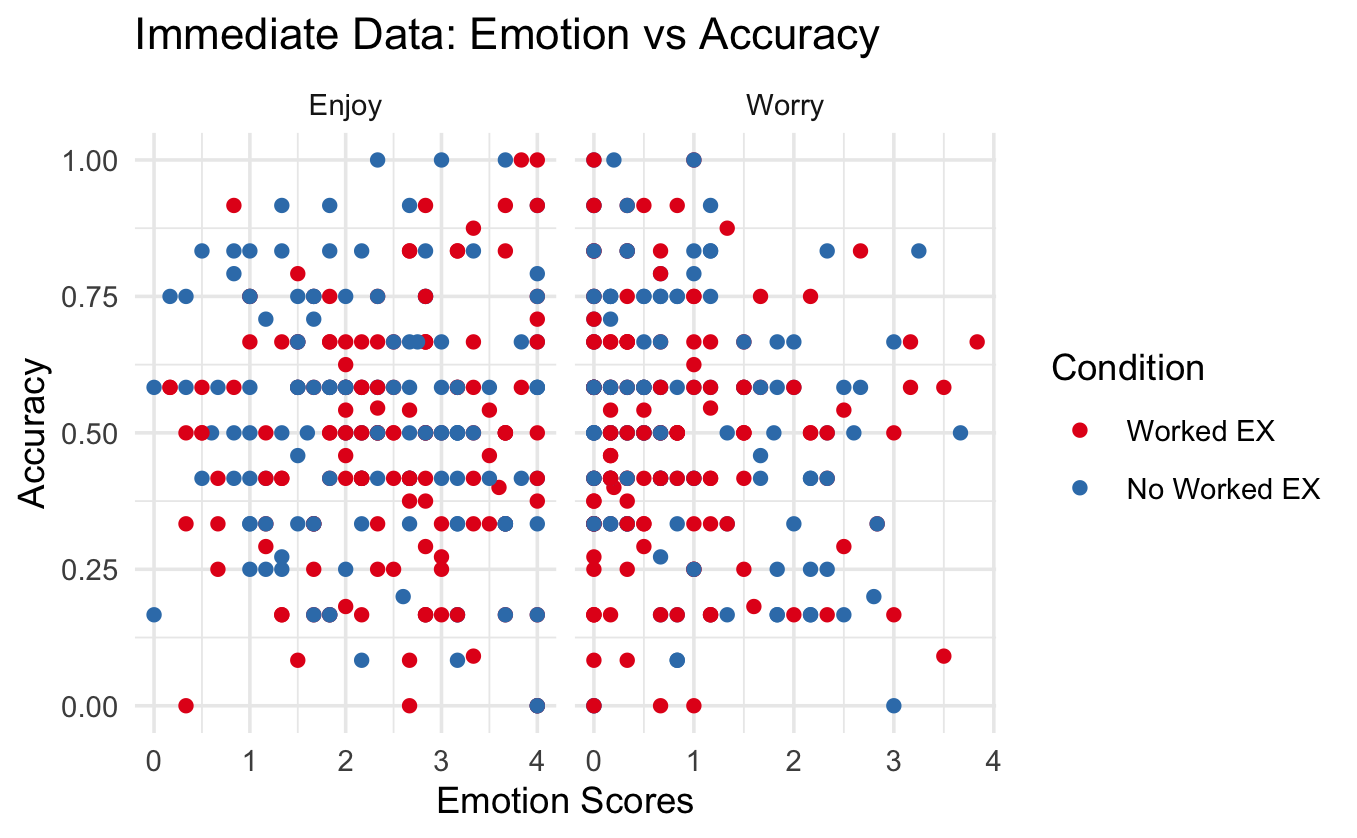 Immediate Data: Emotion vs Accuracy
Enjoy
Worry
1.00
0.75
0.50
0.25
0.00
Accuracy
0 1 2 3 4
0 1 2 3 4
Emotion Scores
Condition
Worked EX
No Worked EX